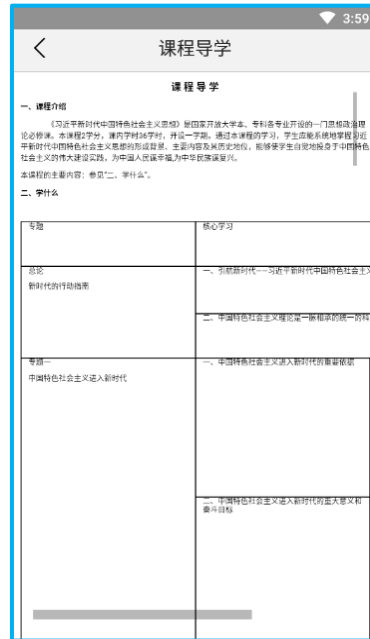 3:59
课程导学
课 程 导 学
一、课程介绍
《习近平新时代中国特色社会主义思想》是国家开放大学本、专科各专业开设的一门思想政治理
论必修课。本课程2学分，课内学时36学时，开设一学期。通过本课程的学习，学生应能系统地掌握习近
平新时代中国特色社会主义思想的形成背景、主要内容及其历史地位，能够使学生自觉地投身于中国特色
社会主义的伟大建设实践，为中国人民谋幸福,为中华民族谋复兴。
本课程的主要内容：参见“二、学什么”。
二、学什么
专题
核心学习
总论
一、引航新时代--习近平新时代中国特色社会主义
新时代的行动指南
二、中国特色社会主义理论是一脉相承的统一的科
专题一
一、中国特色社会主义进入新时代的重要依据
中国特色社会主义进入新时代
二、中国特色社会主义进入新时代的重大意义和
奋斗目标